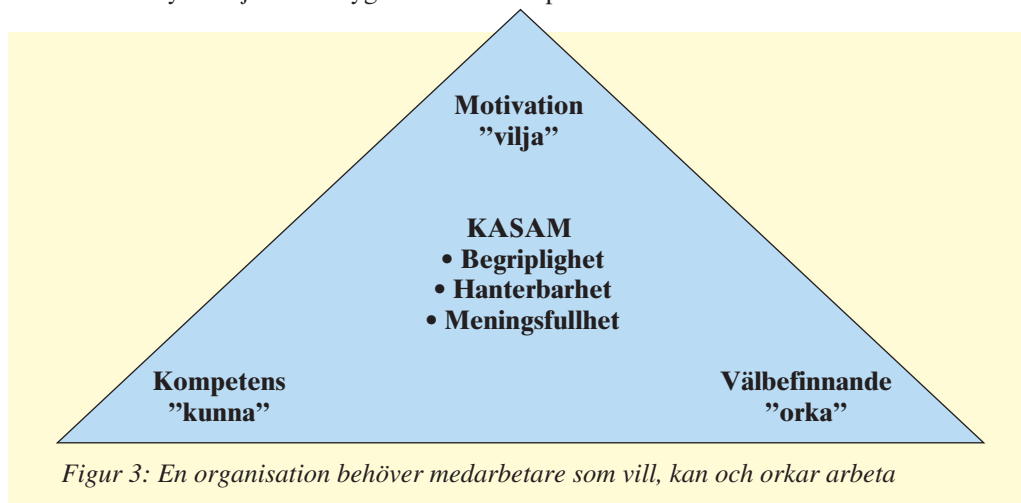 Motivation
”vilja”
KASAM
• Begriplighet
• Hanterbarhet
• Meningsfullhet
Kompetens
”kunna”
Välbefinnande
”orka”
Figur 3: En organisation behöver medarbetare som vill, kan och orkar arbeta